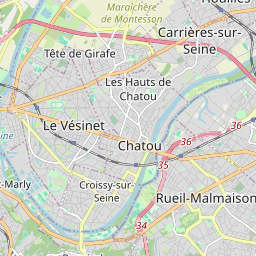 Houilles
Maraîchère
de Montesson
Carrières-sur-
Seine
Tête de Girafe
Les Hauts de
Chatou
Le Vésinet
36
36
Chatou
35
t-Marly
Croissy-sur-
Seine
Rueil-Malmaison
34